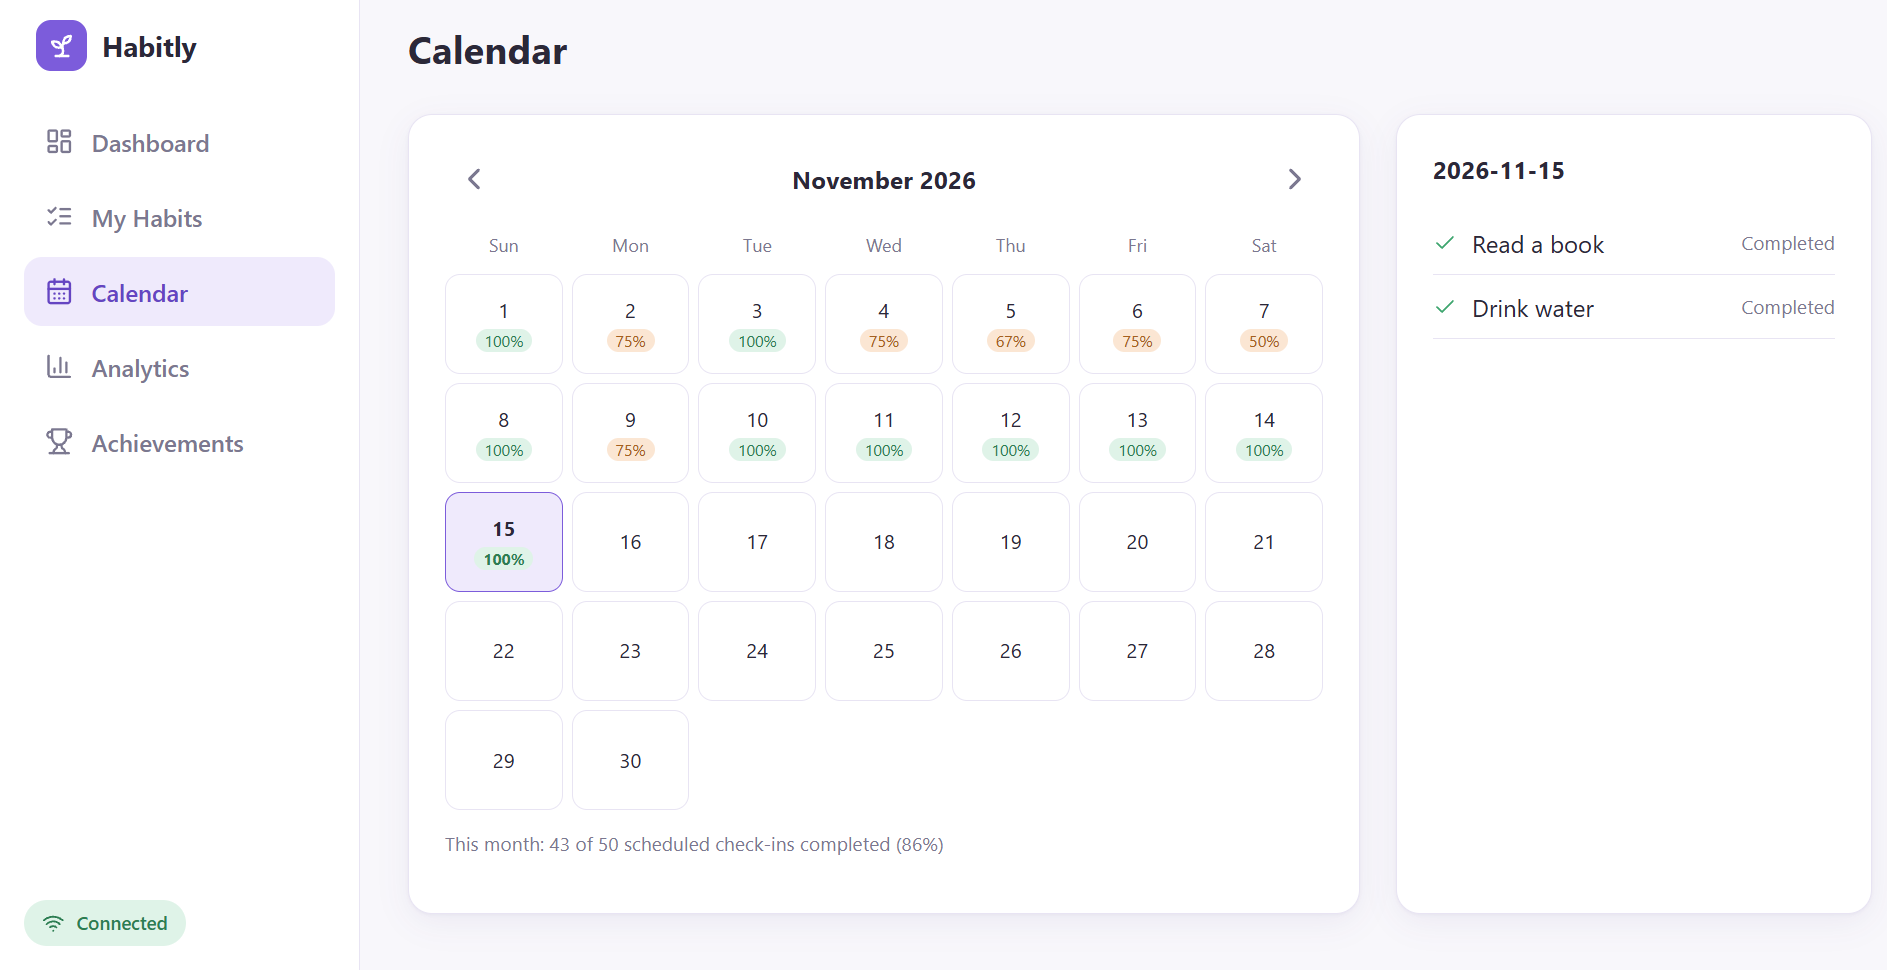 Habitly
Dashboard
My Habits
Calendar
Analytics
Achievements
Connected
Calendar
November 2026
Sun Mon Tue Wed Thu Fri Sat
1 2 3 4 5 6 7
100% 75% 100% 75% 67% 75% 50%
8 9 10 11 12 13 14
100% 75% 100% 100% 100% 100% 100%
15 16 17 18 19 20 21
100%
22 23 24 25 26 27 28
29 30
This month: 43 of 50 scheduled check-ins completed (86%)
2026-11-15
Read a book Completed
Drink water Completed